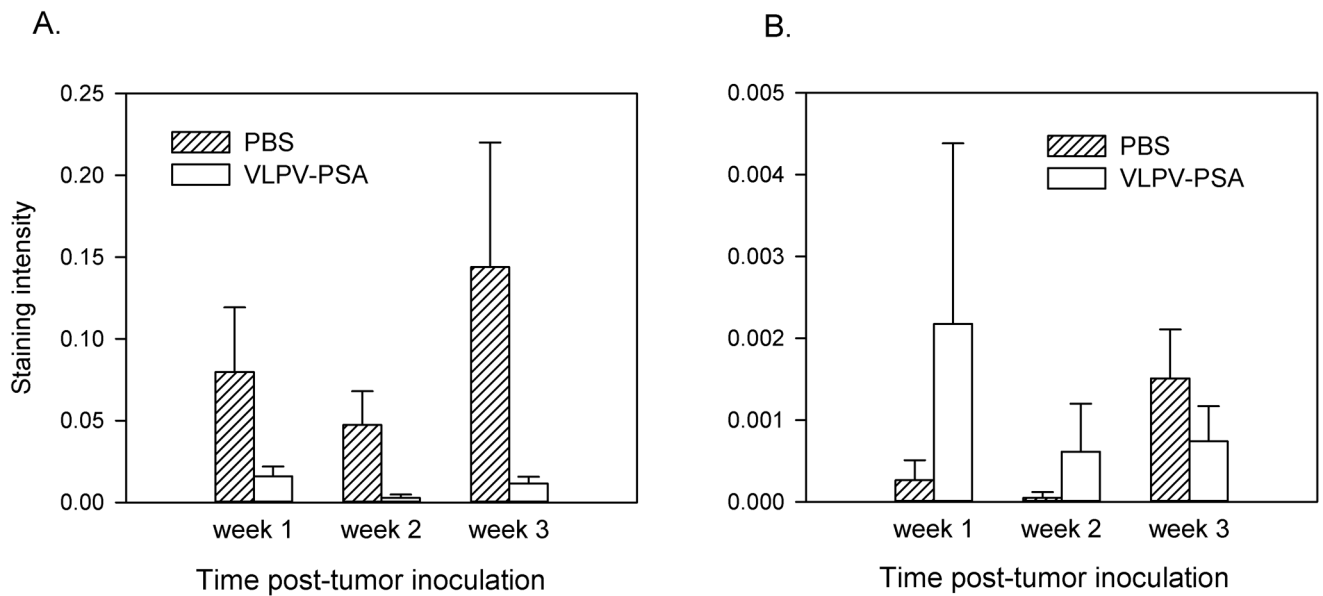 A.
0.25
0.20
0.15
0.10
0.05
0.00
Staining intensity
PBS
VLPV-PSA
week 1
week 2
week 3
Time post-tumor inoculation
B.
0.005
0.004
0.003
0.002
0.001
0.000
PBS
VLPV-PSA
week 1
week 2
week 3
Time post-tumor inoculation